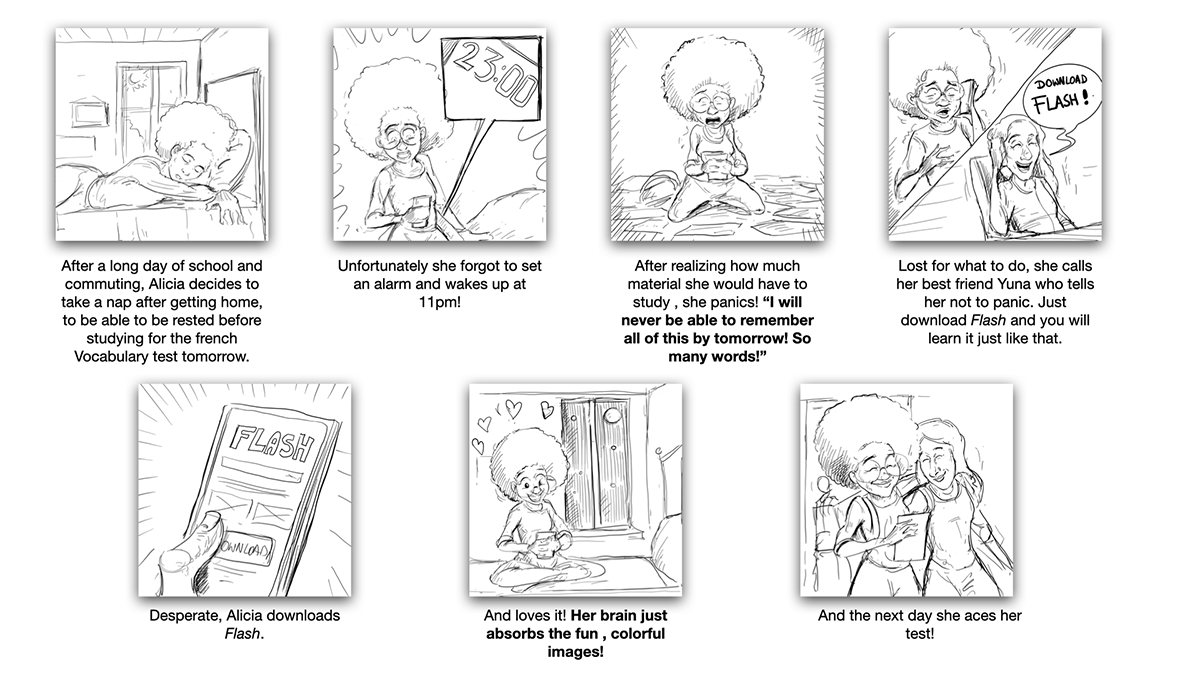 23:00
DOWNLOAD
FLASH!
After a long day of school and
commuting, Alicia decides to
take a nap after getting home,
to be able to be rested before
studying for the french
Vocabulary test tomorrow.
Unfortunately she forgot to set
an alarm and wakes up at
11pm!
After realizing how much
material she would have to
study , she panics! “I will
never be able to remember
all of this by tomorrow! So
many words!”
Lost for what to do, she calls
her best friend Yuna who tells
her not to panic. Just
download Flash and you will
learn it just like that.
FLASH
OWNLOAD
Desperate, Alicia downloads
Flash.
And loves it! Her brain just
absorbs the fun , colorful
images!
And the next day she aces her
test!